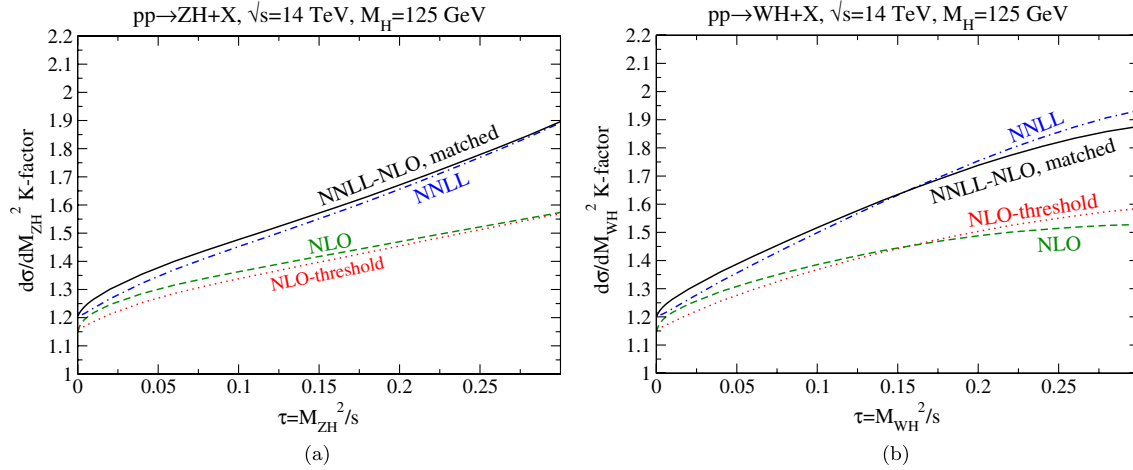 pp→ZH+X, √s=14 TeV, M_H=125 GeV
dσ/dM_ZH^2 K-factor
2.2
2.1
2
1.9
1.8
1.7
1.6
1.5
1.4
1.3
1.2
1.1
1
NNLL-NLO, matched
NNLL
NLO
NLO-threshold
0 0.05 0.1 0.15 0.2 0.25
τ=M_ZH^2/s
(a)
pp→WH+X, √s=14 TeV, M_H=125 GeV
dσ/dM_WH^2 K-factor
2.2
2.1
2
1.9
1.8
1.7
1.6
1.5
1.4
1.3
1.2
1.1
1
NNLL
NNLL-NLO, matched
NLO-threshold
NLO
0 0.05 0.1 0.15 0.2 0.25
τ=M_WH^2/s
(b)